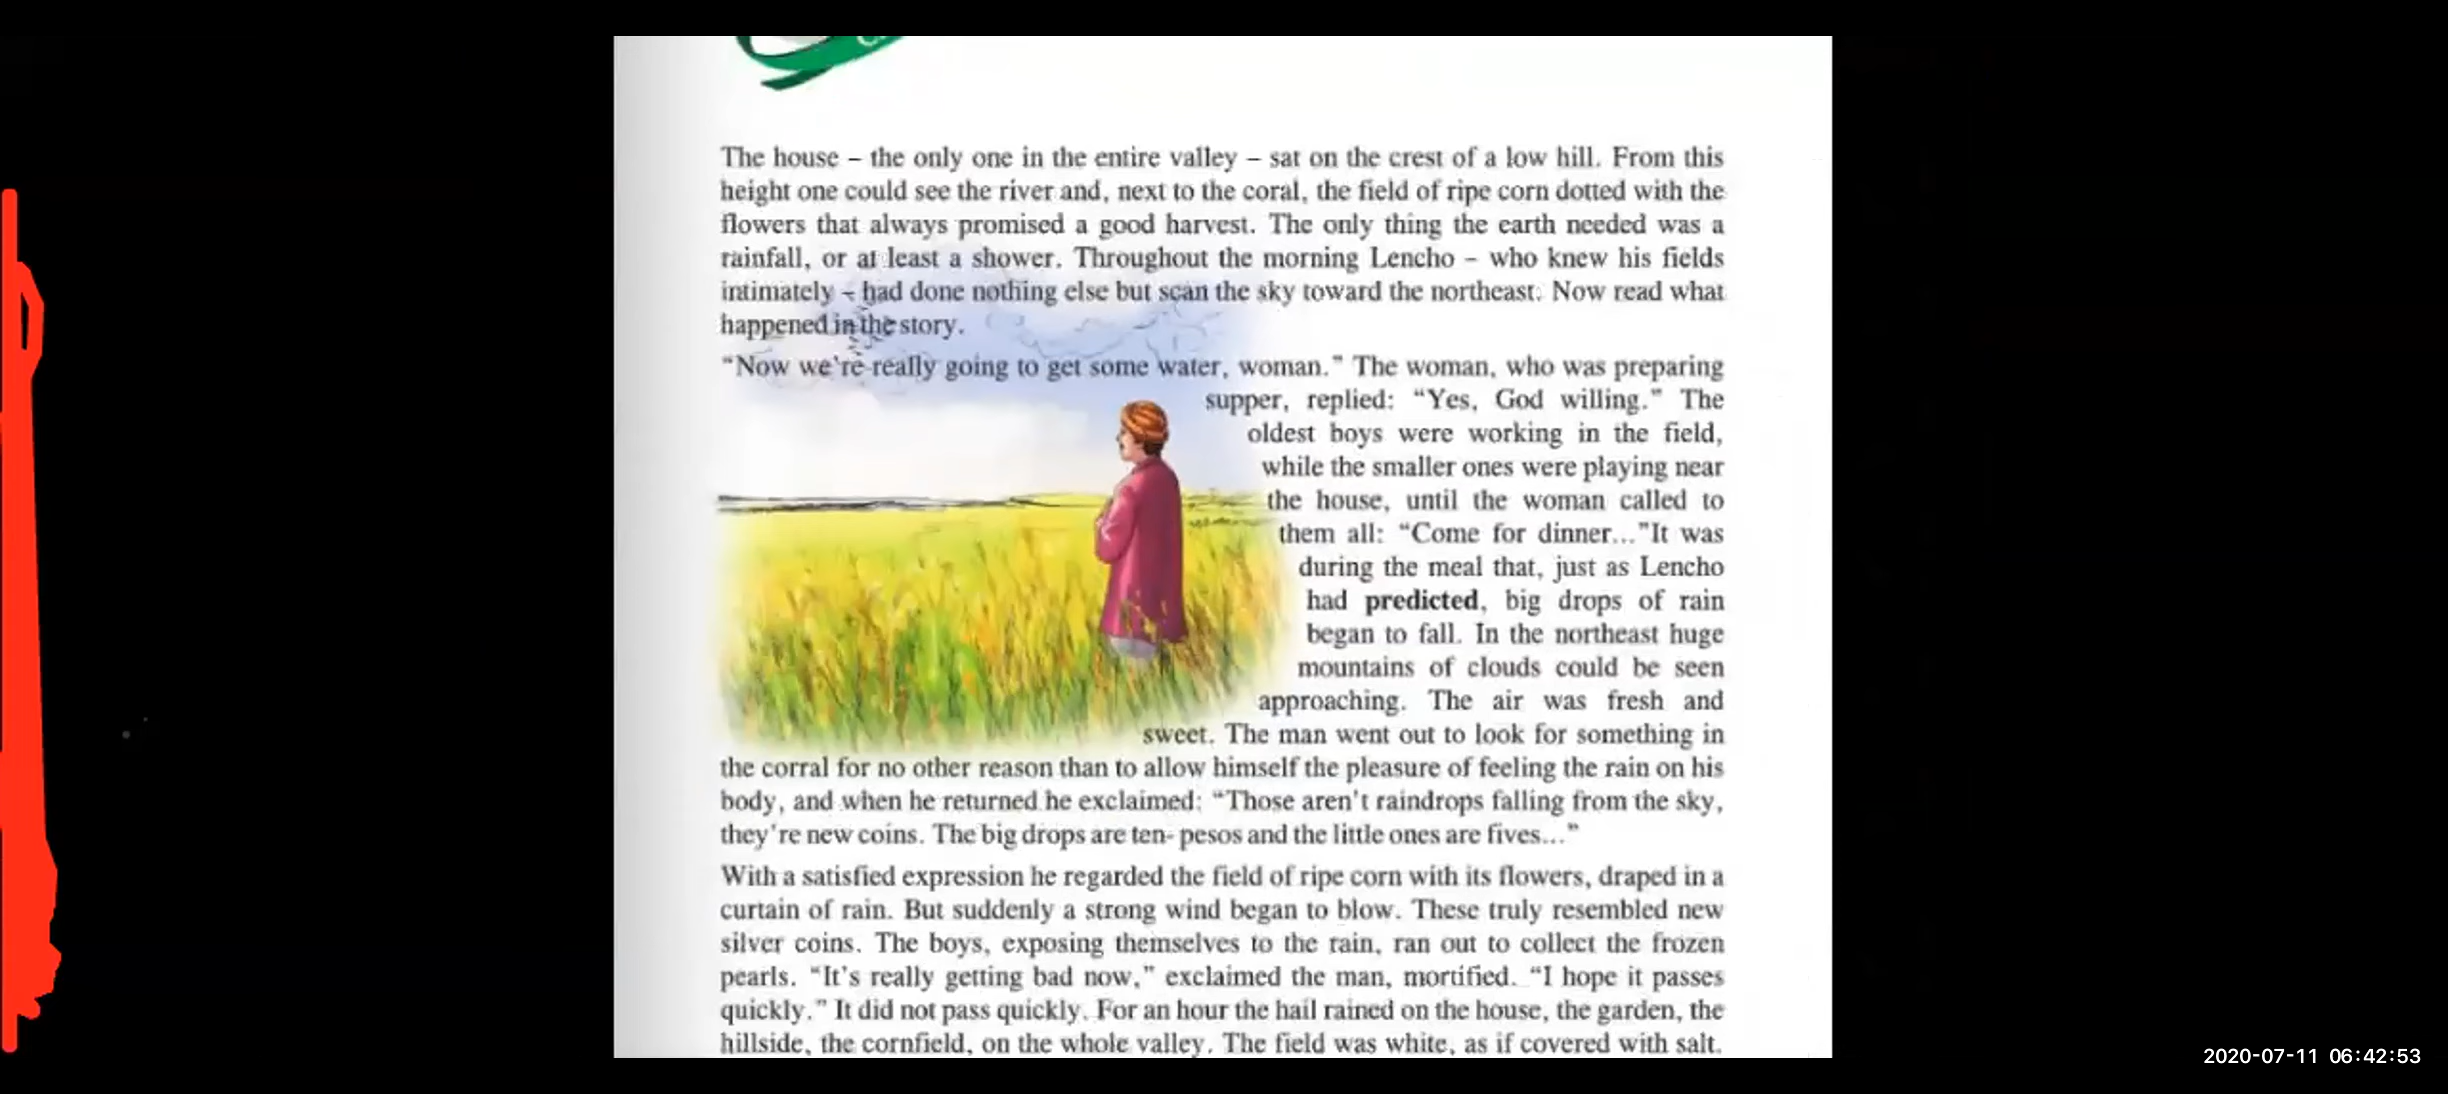 The house – the only one in the entire valley – sat on the crest of a low hill. From this
height one could see the river and, next to the coral, the field of ripe corn dotted with the
flowers that always promised a good harvest. The only thing the earth needed was a
rainfall, or at least a shower. Throughout the morning Lencho – who knew his fields
intimately – had done nothing else but scan the sky toward the northeast. Now read what
happened in the story.
“Now we're really going to get some water, woman.” The woman, who was preparing
supper, replied: “Yes, God willing.” The
oldest boys were working in the field,
while the smaller ones were playing near
the house, until the woman called to
them all: “Come for dinner...”It was
during the meal that, just as Lencho
had predicted, big drops of rain
began to fall. In the northeast huge
mountains of clouds could be seen
approaching. The air was fresh and
sweet. The man went out to look for something in
the corral for no other reason than to allow himself the pleasure of feeling the rain on his
body, and when he returned he exclaimed: “Those aren't raindrops falling from the sky,
they're new coins. The big drops are ten- pesos and the little ones are fives...”
With a satisfied expression he regarded the field of ripe corn with its flowers, draped in a
curtain of rain. But suddenly a strong wind began to blow. These truly resembled new
silver coins. The boys, exposing themselves to the rain, ran out to collect the frozen
pearls. “It's really getting bad now,” exclaimed the man, mortified. “I hope it passes
quickly.” It did not pass quickly. For an hour the hail rained on the house, the garden, the
hillside, the cornfield, on the whole valley. The field was white, as if covered with salt.
2020-07-11 06:42:53